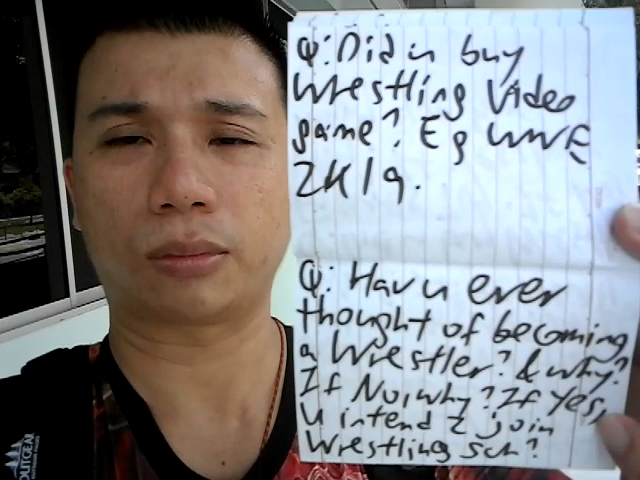 Q: Did u buy
Wrestling Video
game? Eg WWE
2K19.
Q: Hav u ever
thought of becoming
a Wrestler? & why?
If No, why? If Yes,
u intend 2 join
Wrestling sch?
OUTGEAR